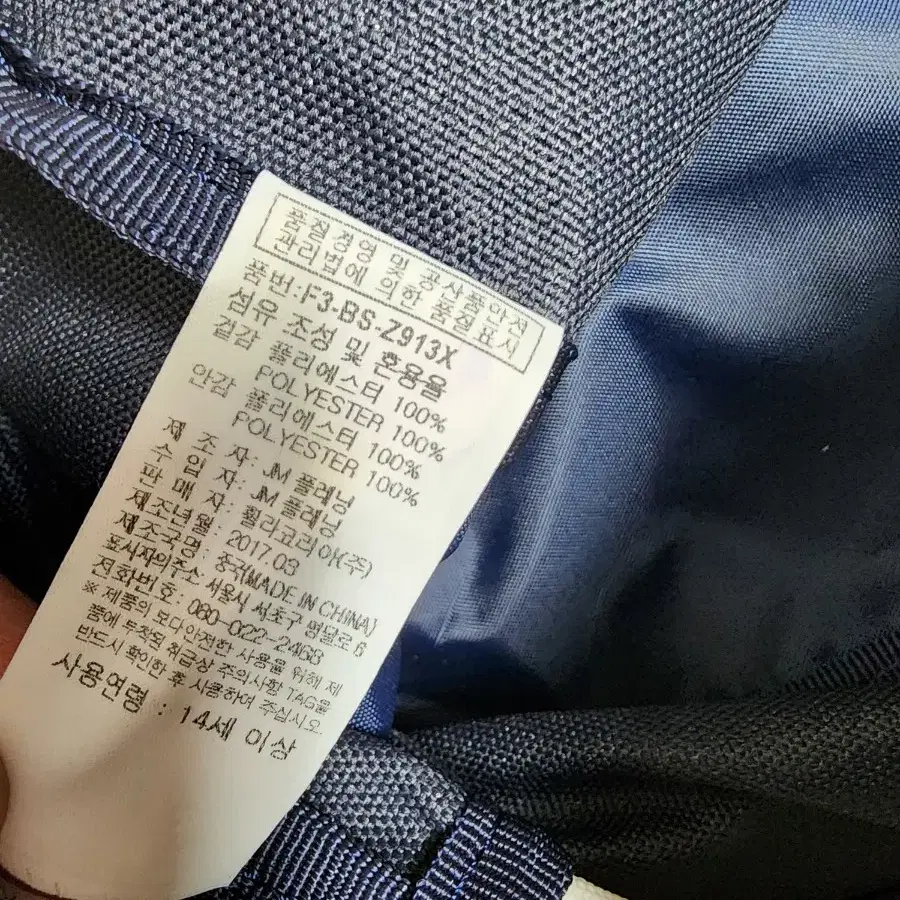 품질경영 및 공산품안전
관리법에 의한 품질표시
품번:F3-BS-Z913X
섬유 조성 및 혼용율
겉감 폴리에스터 100%
POLYESTER 100%
안감 폴리에스터 100%
POLYESTER 100%
제 조 자: JM 플래닝
수 입 자: JM 플래닝
판 매 자: 휠라코리아(주)
제조년월 : 2017.03
제조국명 : 중국(MADE IN CHINA)
표시자의주소:서울시 서초구 명달로 6
전화번호: 080-022-2468
※ 제품의 보다안전한 사용을 위해 제
품에 부착된 취급상 주의사항 TAG을
반드시 확인한 후 사용하여 주십시오.
사용연령 : 14세 이상